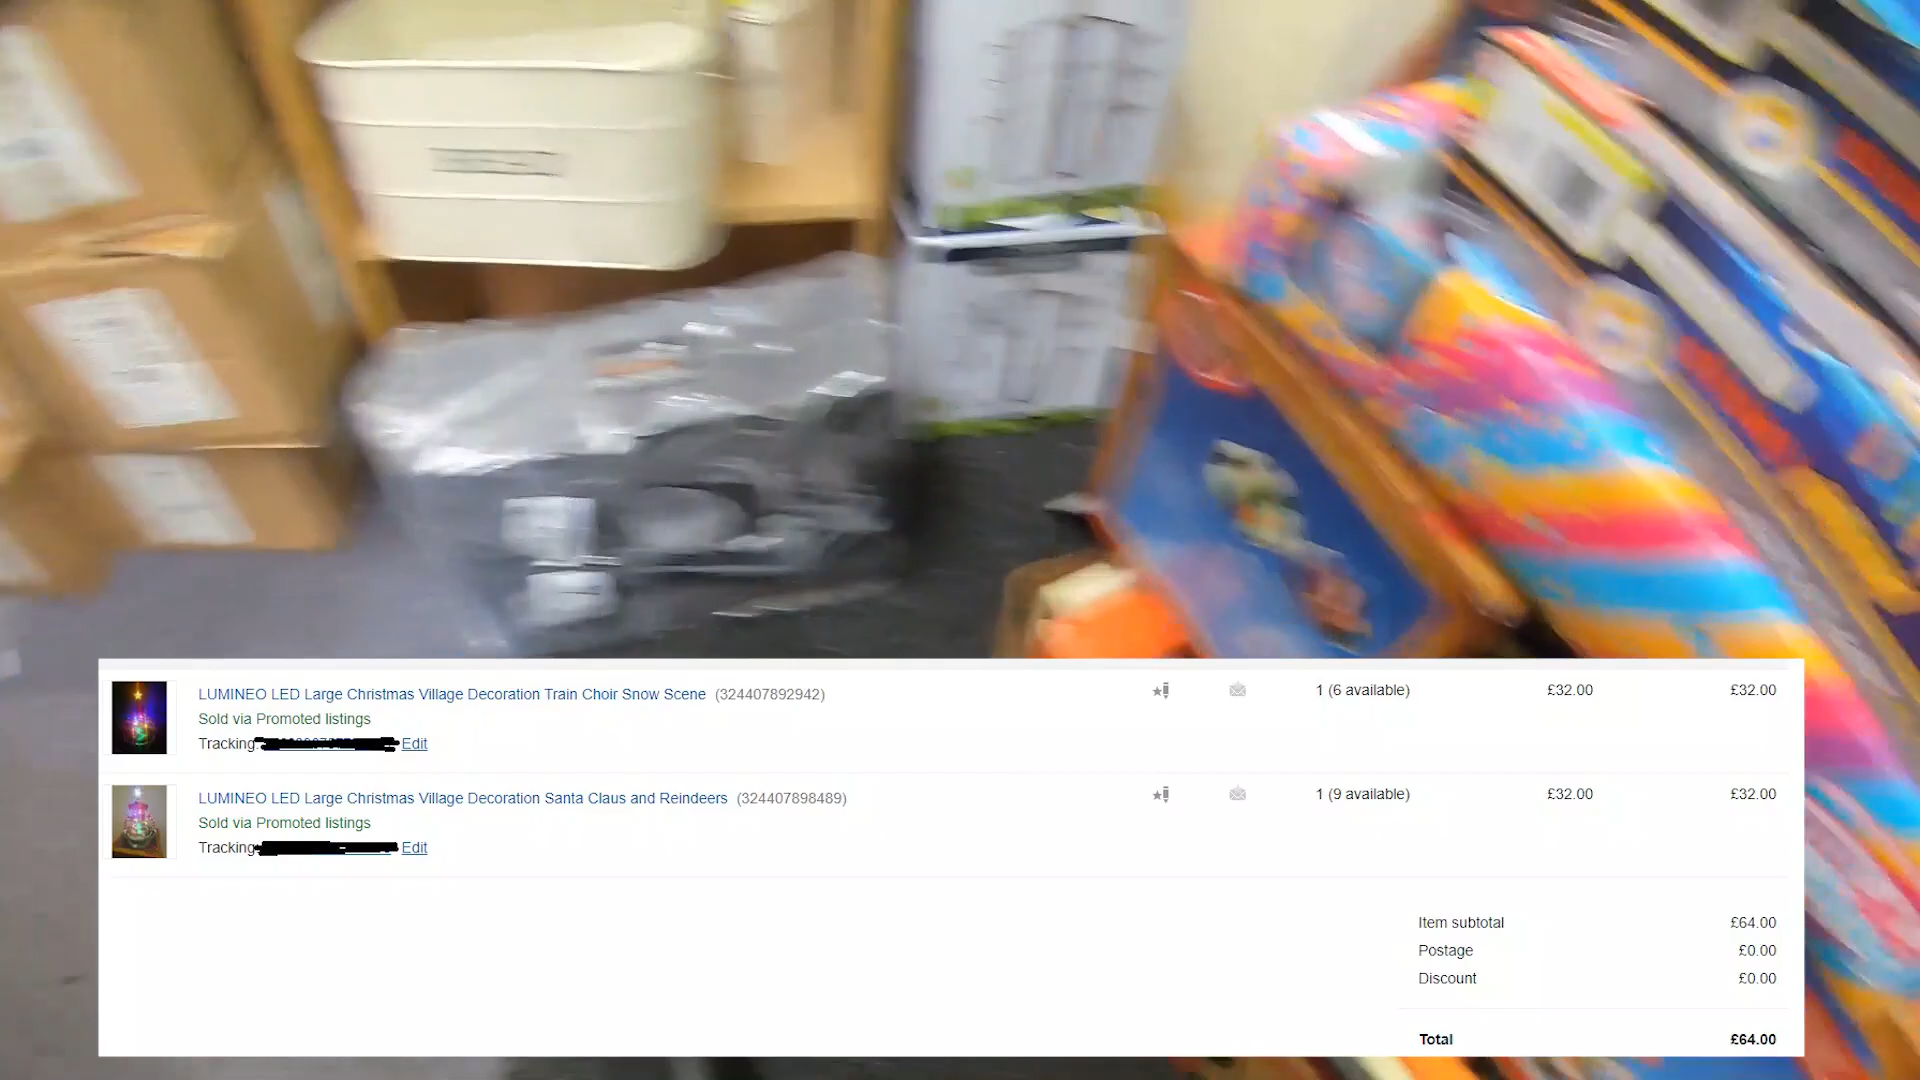 LUMINEO LED Large Christmas Village Decoration Train Choir Snow Scene (324407892942) 1 (6 available) £32.00 £32.00
Sold via Promoted listings
Tracking: Edit
LUMINEO LED Large Christmas Village Decoration Santa Claus and Reindeers (324407898489) 1 (9 available) £32.00 £32.00
Sold via Promoted listings
Tracking Edit
Item subtotal £64.00
Postage £0.00
Discount £0.00
Total £64.00